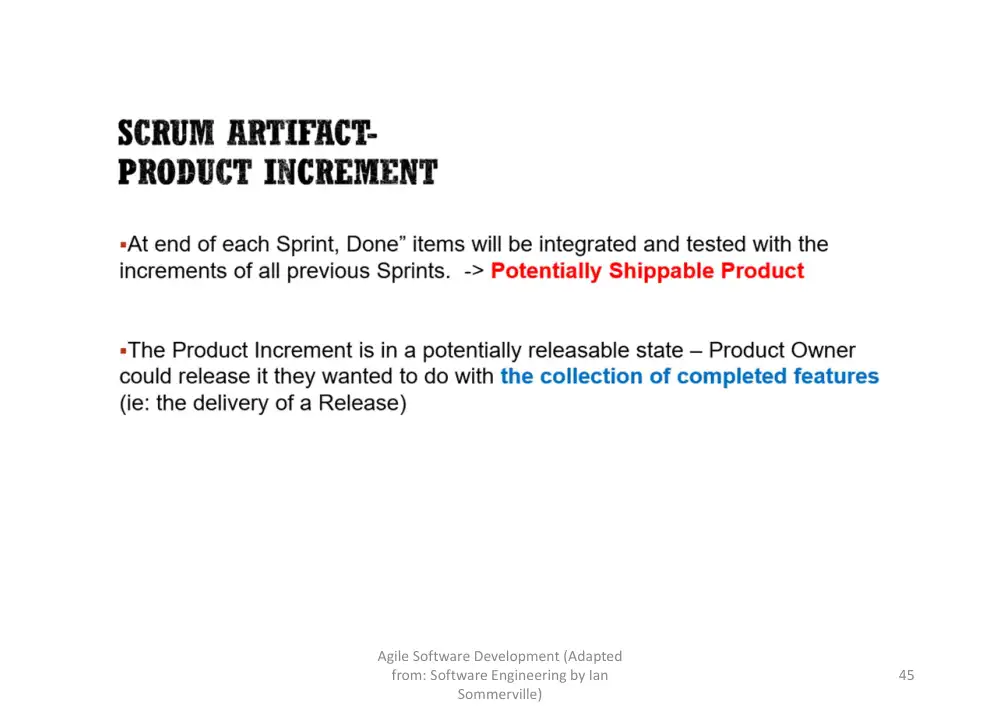 SCRUM ARTIFACT-
PRODUCT INCREMENT
▪At end of each Sprint, Done” items will be integrated and tested with the
increments of all previous Sprints.  -> Potentially Shippable Product
▪The Product Increment is in a potentially releasable state – Product Owner
could release it they wanted to do with the collection of completed features
(ie: the delivery of a Release)
Agile Software Development (Adapted
from: Software Engineering by Ian
Sommerville)
45